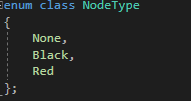 enum class NodeType
{
None,
Black,
Red
};